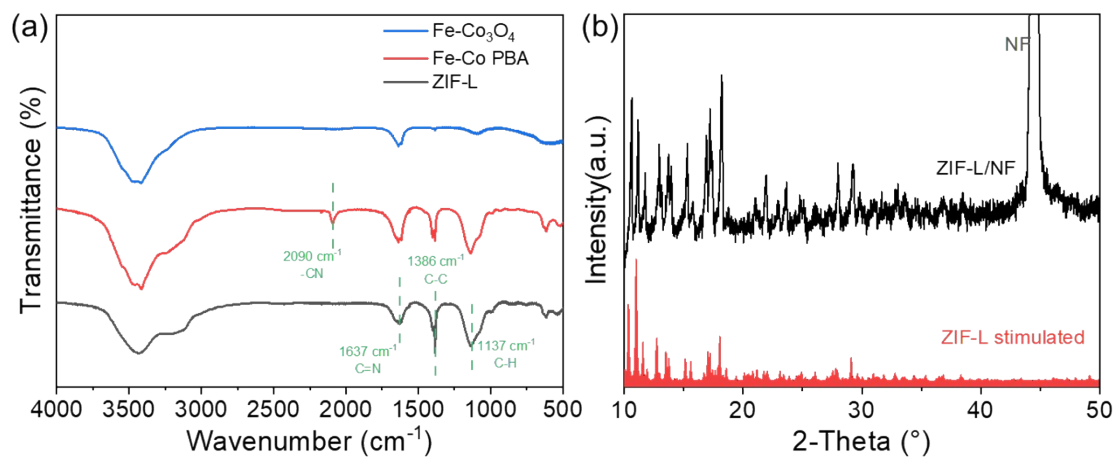 (a)
Fe-Co₃O₄
Fe-Co PBA
ZIF-L
Transmittance (%)
2090 cm⁻¹
-CN
1386 cm⁻¹
C-C
1637 cm⁻¹
C=N
1137 cm⁻¹
C-H
4000 3500 3000 2500 2000 1500 1000 500
Wavenumber (cm⁻¹)
(b)
NF
ZIF-L/NF
Intensity(a.u.)
ZIF-L stimulated
10 20 30 40 50
2-Theta (°)